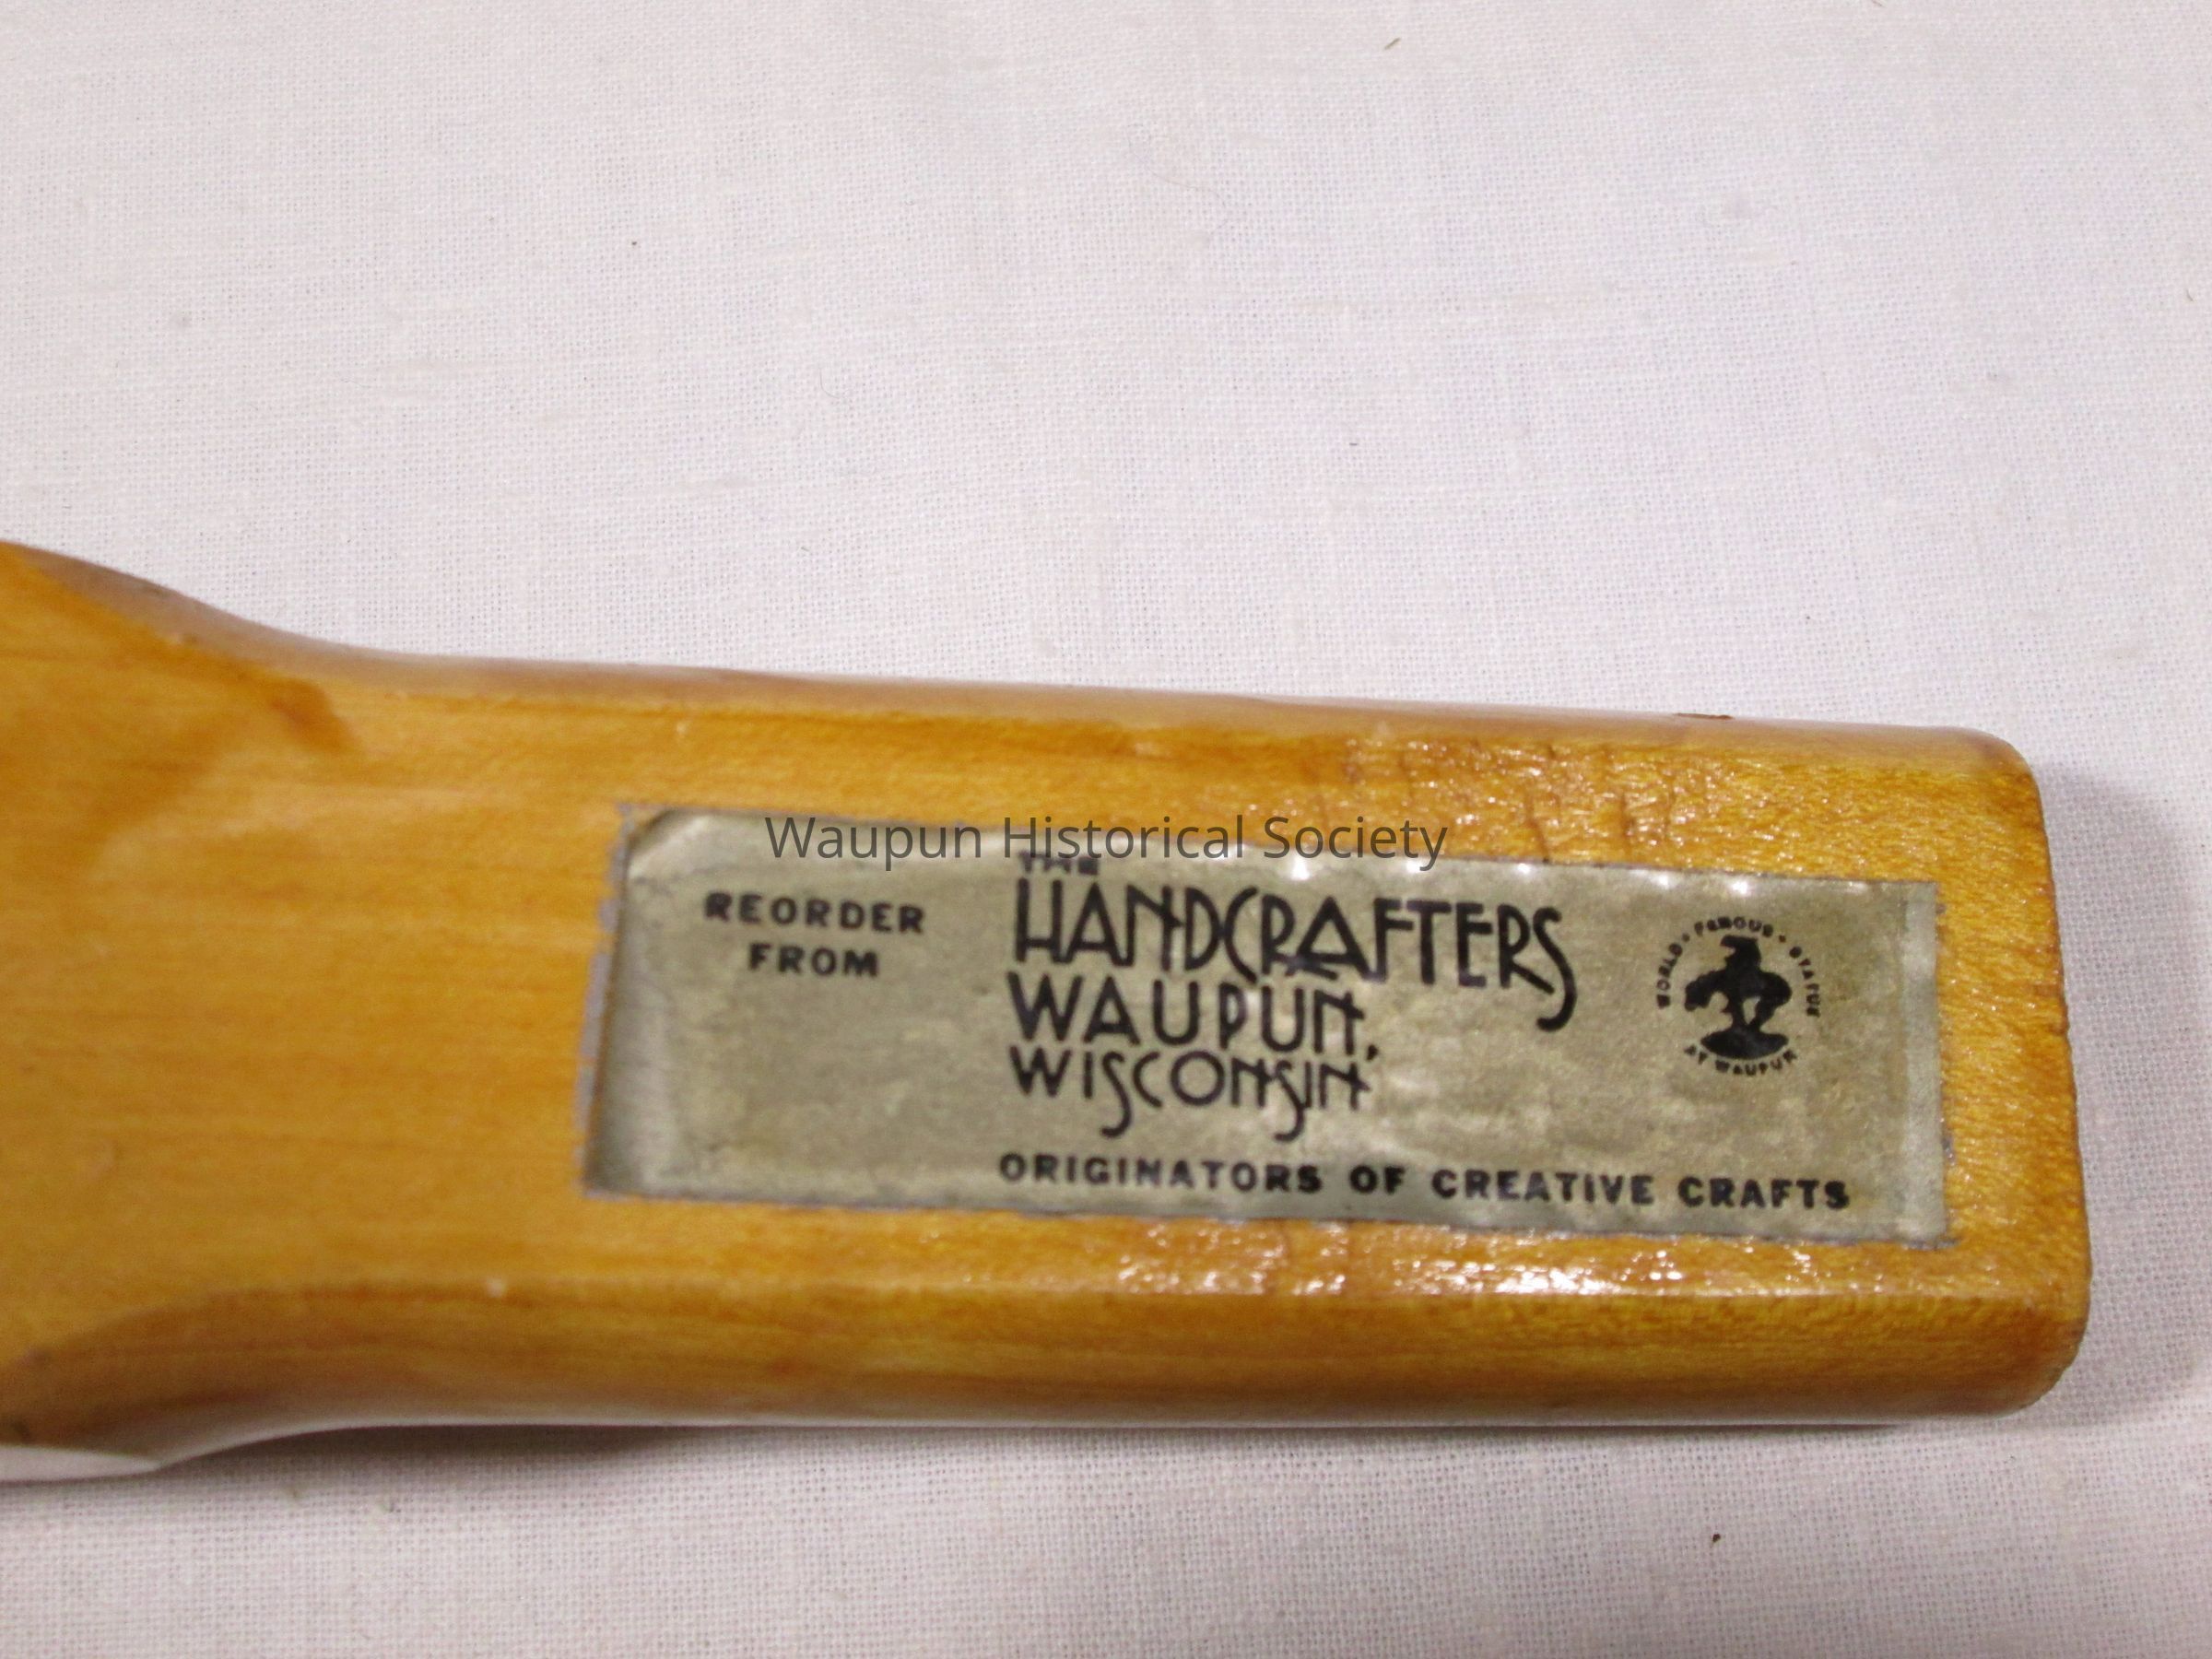 Waupun Historical Society
REORDER
FROM
THE
HANDCRAFTERS
WAUPUN,
WISCONSIN
ORIGINATORS OF CREATIVE CRAFTS
WORLD • FAMOUS • STATUE
AT WAUPUN